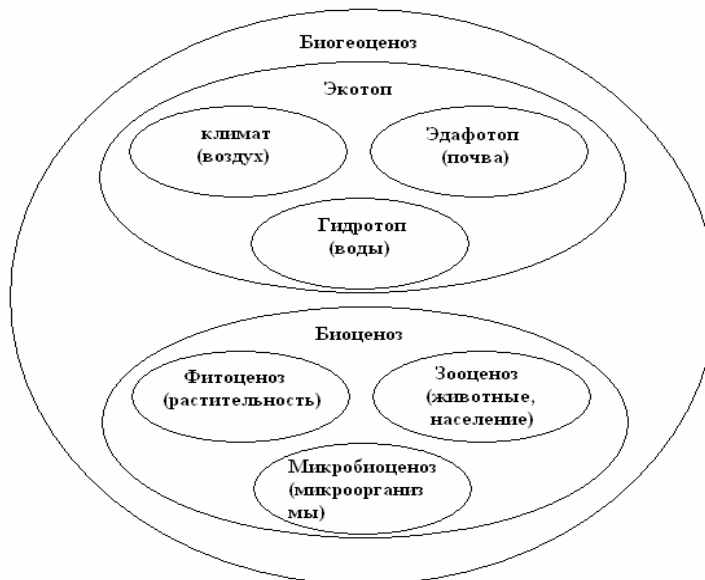 Биогеоценоз
Экотоп
климат
(воздух)
Эдафотоп
(почва)
Гидротоп
(воды)
Биоценоз
Фитоценоз
(растительность)
Зооценоз
(животные,
население)
Микробиоценоз
(микроорганиз
мы)